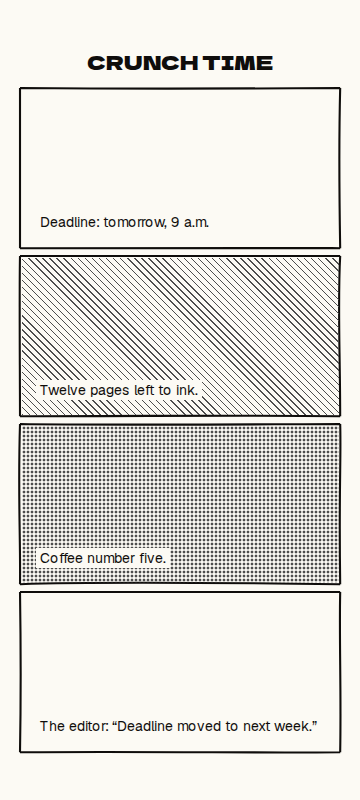 CRUNCH TIME
Deadline: tomorrow, 9 a.m.
Twelve pages left to ink.
Coffee number five.
The editor: “Deadline moved to next week.”